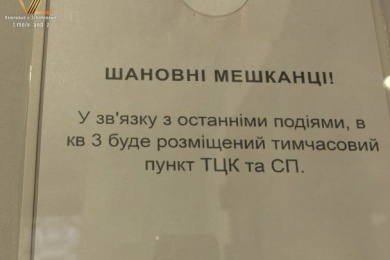 ШАНОВНІ МЕШКАНЦІ!
У зв'язку з останніми подіями, в
кв 3 буде розміщений тимчасовий
пункт ТЦК та СП.